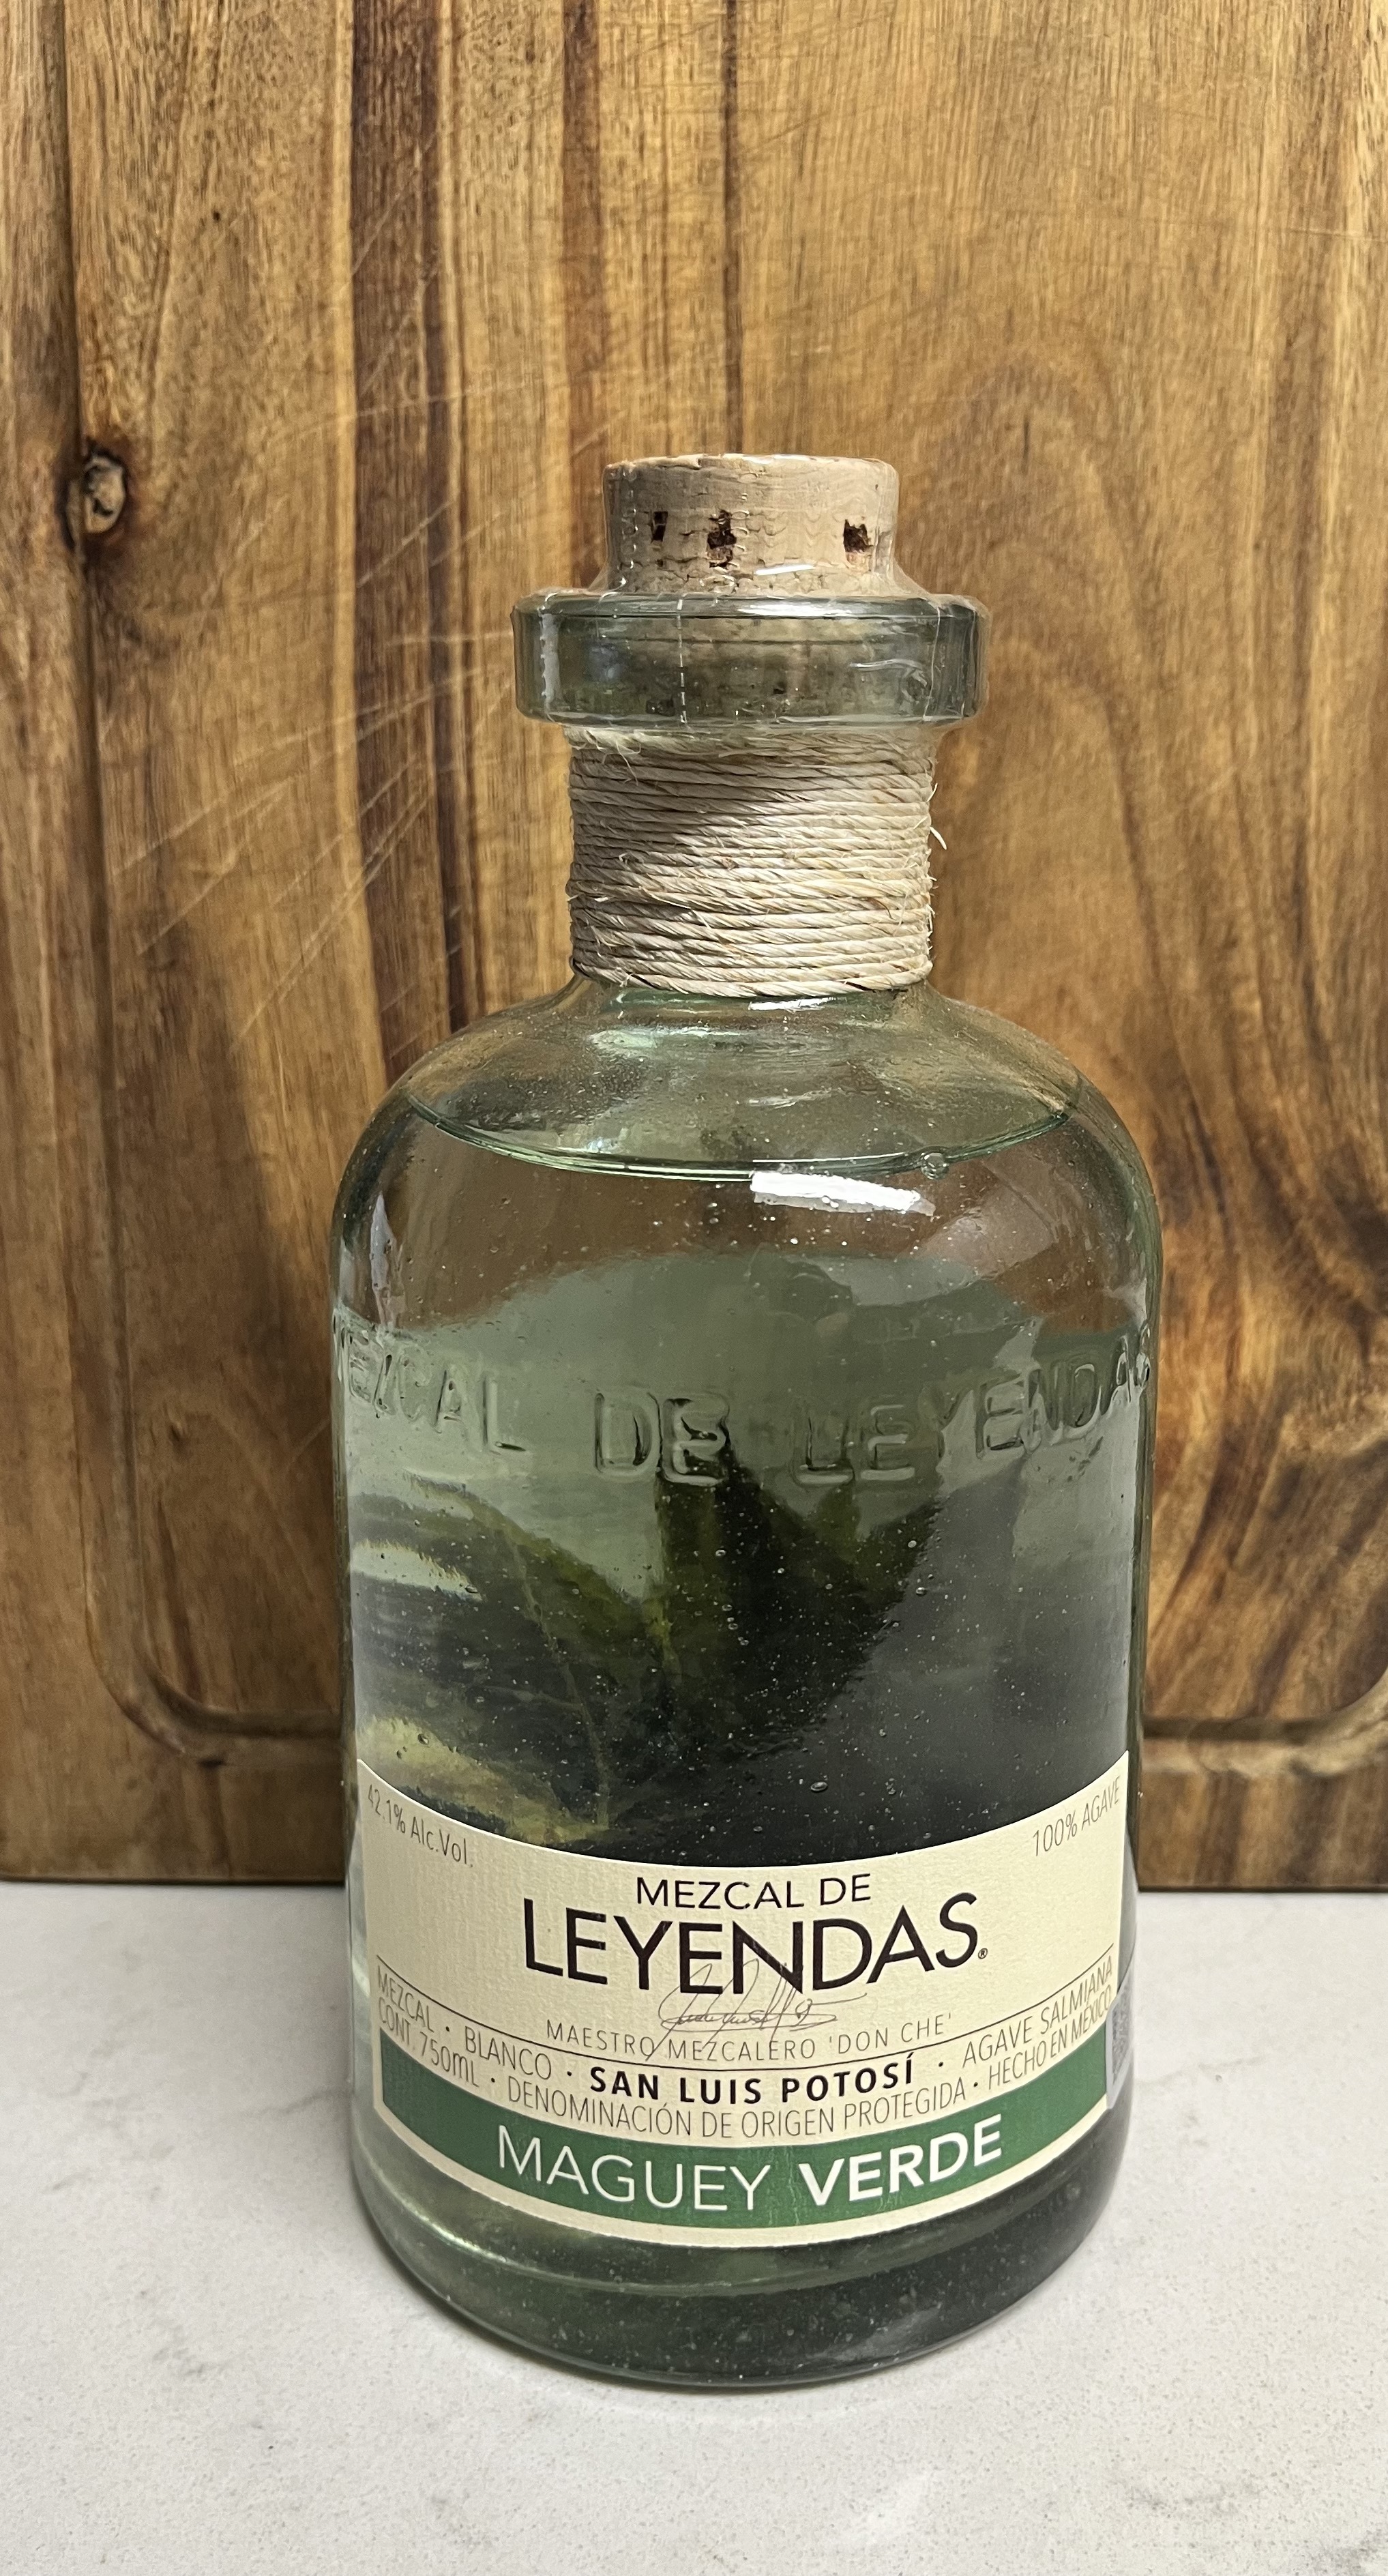 MEZCAL DE LEYENDAS
42.1% Alc.Vol.
100% AGAVE
MEZCAL DE
LEYENDAS®
MAESTRO MEZCALERO 'DON CHE'
MEZCAL · BLANCO · SAN LUIS POTOSÍ · AGAVE SALMIANA
CONT. 750mL · DENOMINACIÓN DE ORIGEN PROTEGIDA · HECHO EN MÉXICO
MAGUEY VERDE